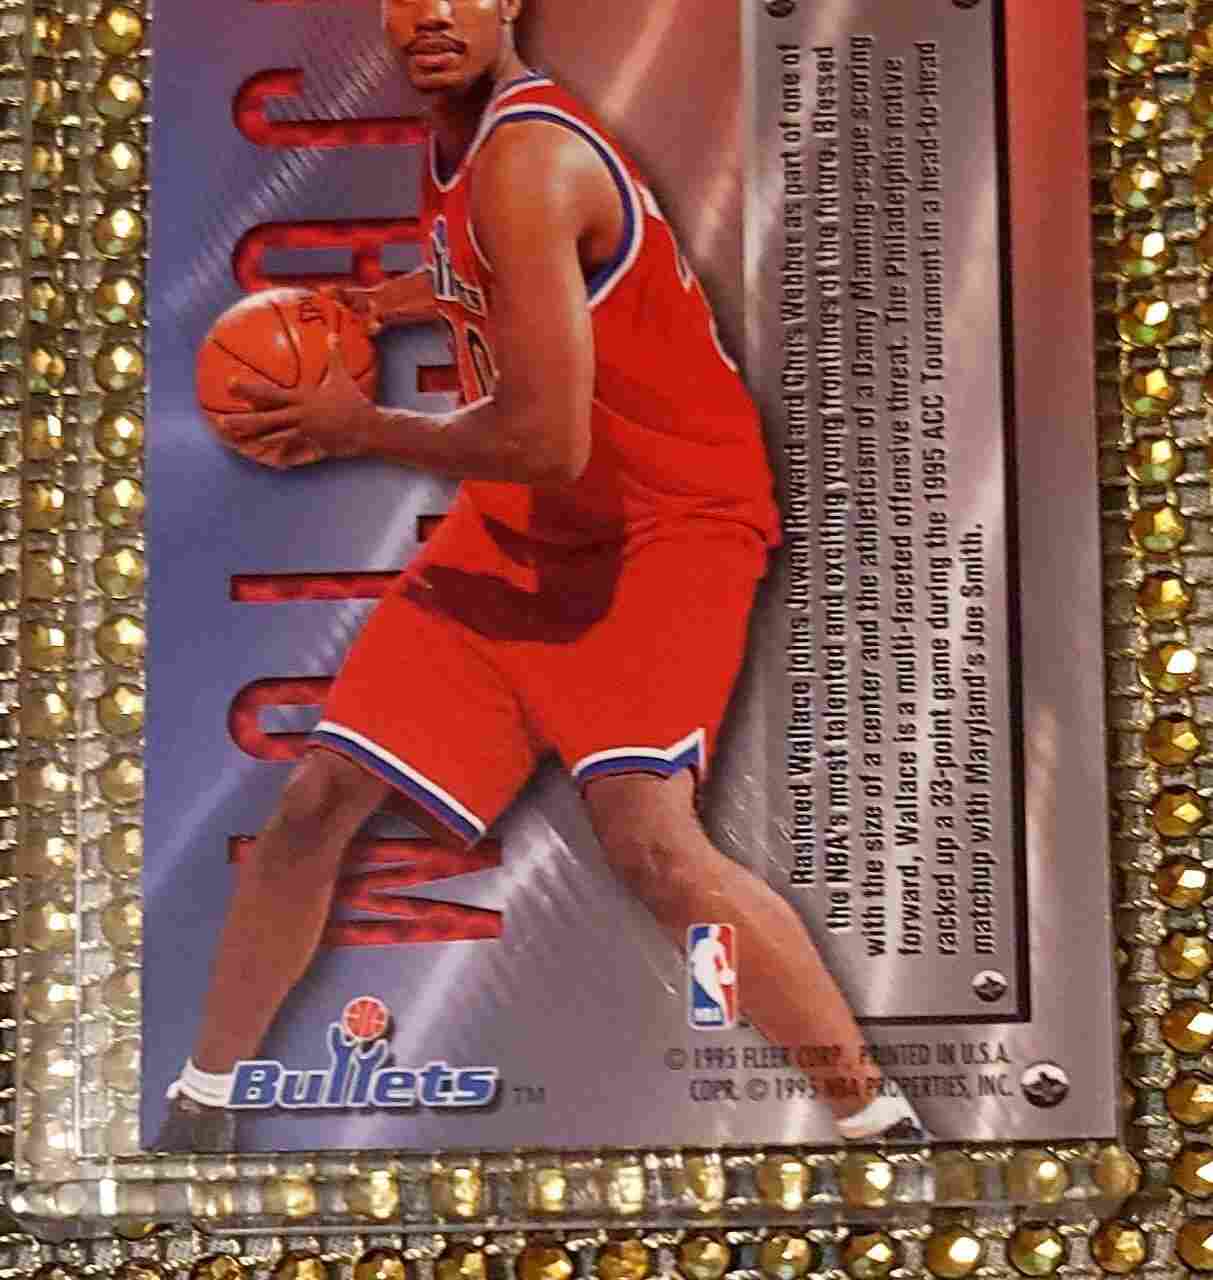 WALLACE
Rasheed Wallace joins Juwan Howard and Chris Webber as part of one of
the NBA's most talented and exciting young frontlines of the future. Blessed
with the size of a center and the athleticism of a Danny Manning-esque scoring
forward, Wallace is a multi-faceted offensive threat. The Philadelphia native
racked up a 33-point game during the 1995 ACC Tournament in a head-to-head
matchup with Maryland's Joe Smith.
NBA
Bullets TM
© 1995 FLEER CORP. PRINTED IN U.S.A.
COPR. © 1995 NBA PROPERTIES, INC.